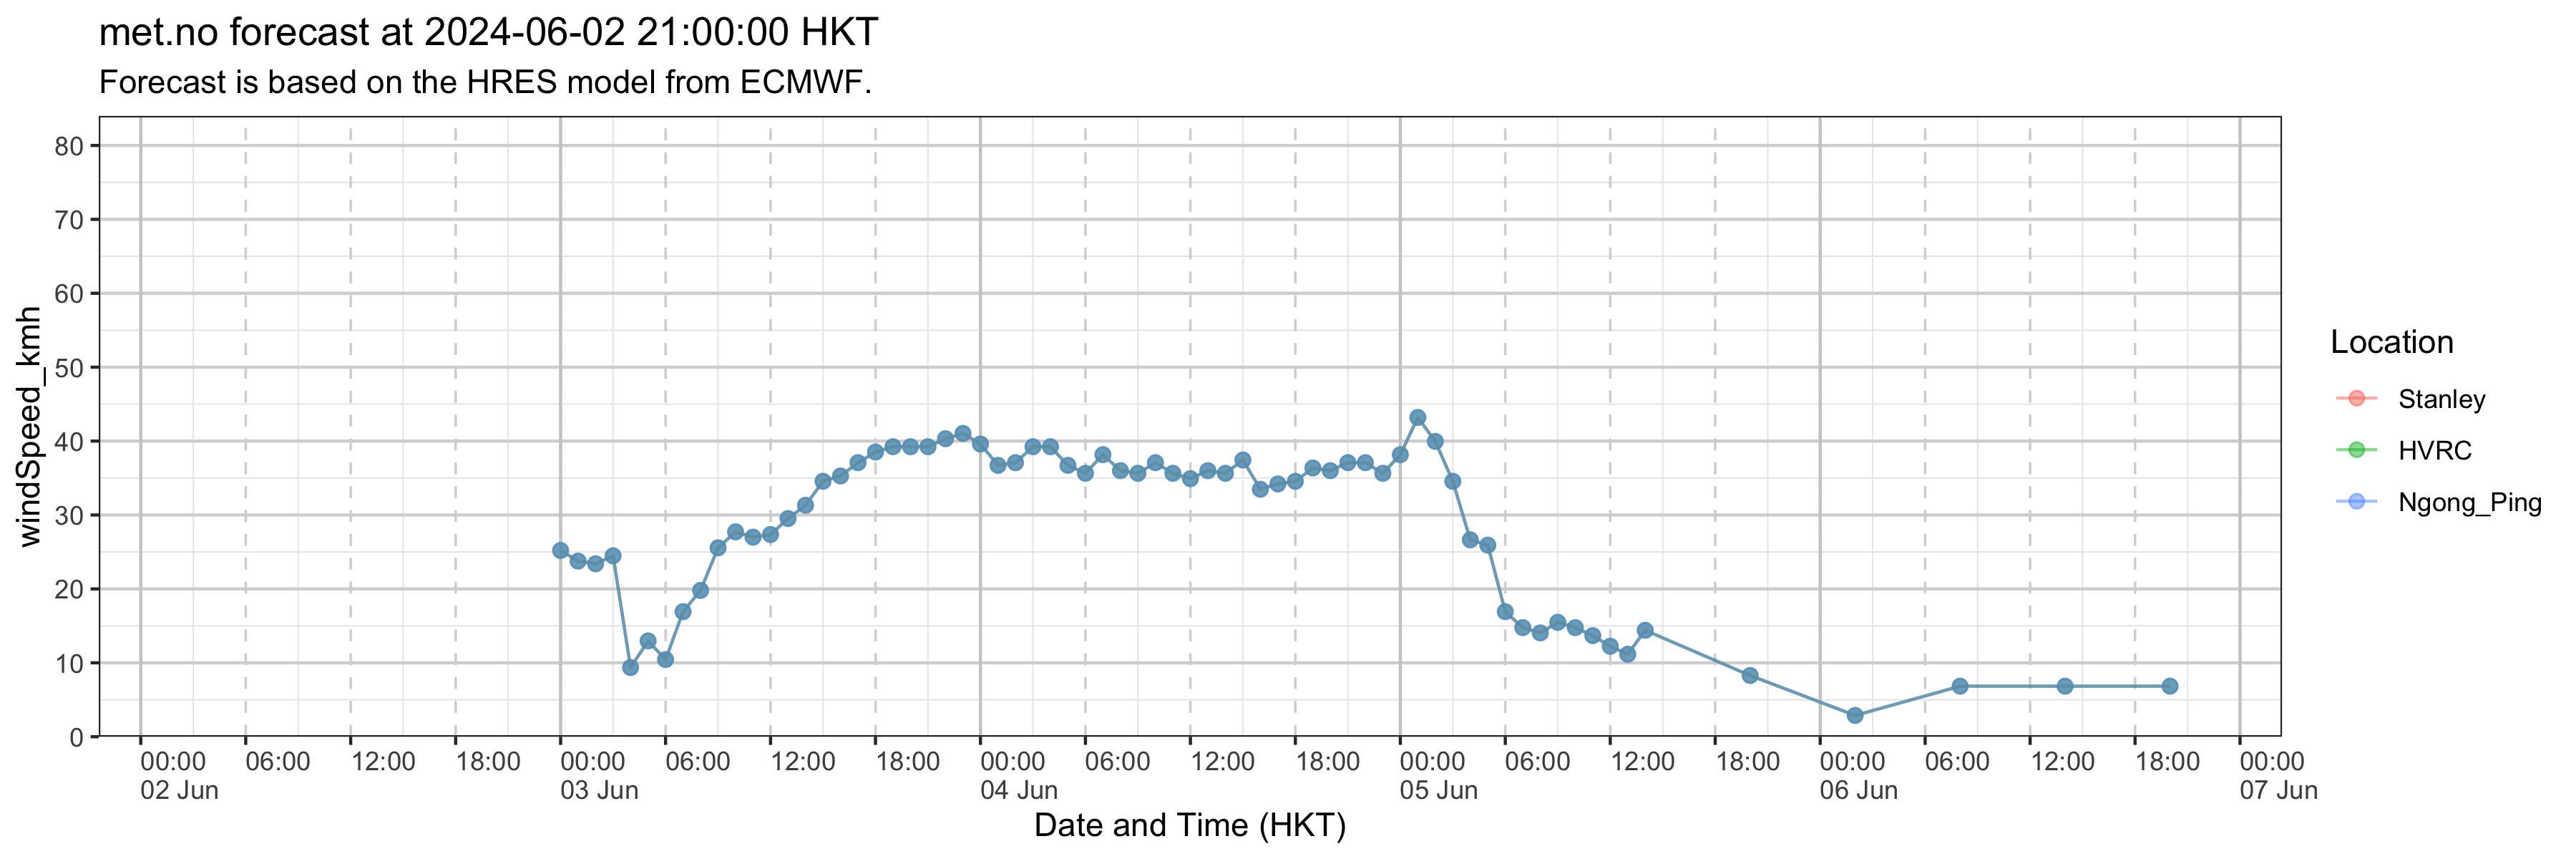 met.no forecast at 2024-06-02 21:00:00 HKT
Forecast is based on the HRES model from ECMWF.
windSpeed_kmh
80
70
60
50
40
30
20
10
0
00:00 06:00 12:00 18:00 00:00 06:00 12:00 18:00 00:00 06:00 12:00 18:00 00:00 06:00 12:00 18:00 00:00 06:00 12:00 18:00 00:00
02 Jun 03 Jun 04 Jun 05 Jun 06 Jun 07 Jun
Date and Time (HKT)
Location
Stanley
HVRC
Ngong_Ping